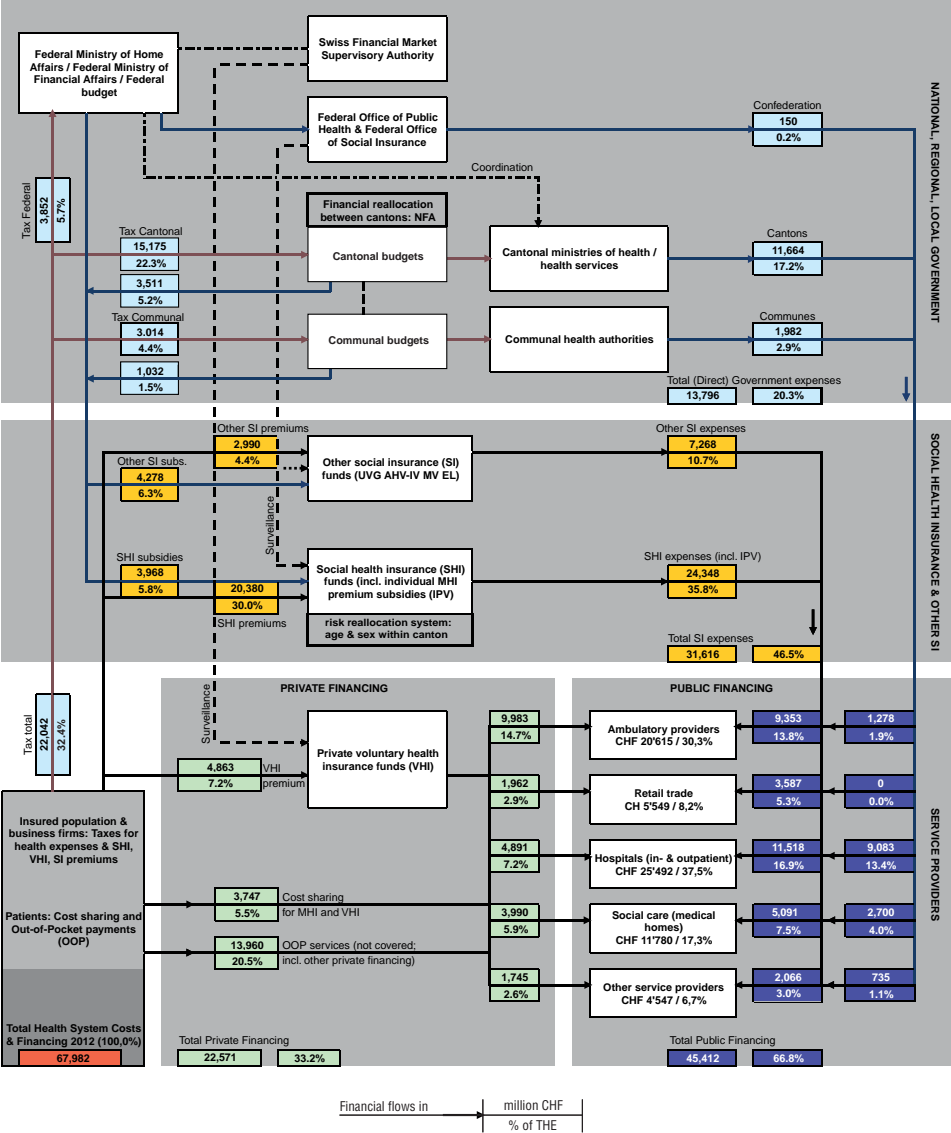 Federal Ministry of Home
Affairs / Federal Ministry of
Financial Affairs / Federal
budget
Swiss Financial Market
Supervisory Authority
Federal Office of Public
Health & Federal Office
of Social Insurance
Confederation
150
0.2%
Coordination
Tax Federal
3,852
5.7%
Financial reallocation
between cantons: NFA
Cantonal budgets
Tax Cantonal
15,175
22.3%
3,511
5.2%
Cantonal ministries of health /
health services
Cantons
11,664
17.2%
Tax Communal
3.014
4.4%
1,032
1.5%
Communal budgets
Communal health authorities
Communes
1,982
2.9%
Total (Direct) Government expenses
13,796
20.3%
NATIONAL, REGIONAL, LOCAL GOVERNMENT
Other SI premiums
2,990
4.4%
Other SI subs.
4,278
6.3%
Other social insurance (SI)
funds (UVG AHV-IV MV EL)
Other SI expenses
7,268
10.7%
Surveillance
SHI subsidies
3,968
5.8%
20,380
30.0%
SHI premiums
Social health insurance (SHI)
funds (incl. individual MHI
premium subsidies (IPV)
risk reallocation system:
age & sex within canton
SHI expenses (incl. IPV)
24,348
35.8%
Total SI expenses
31,616
46.5%
SOCIAL HEALTH INSURANCE & OTHER SI
Tax total
22,042
32.4%
PRIVATE FINANCING
PUBLIC FINANCING
Surveillance
Private voluntary health
insurance funds (VHI)
4,863
7.2%
VHI
premium
9,983
14.7%
Ambulatory providers
CHF 20'615 / 30,3%
9,353
13.8%
1,278
1.9%
1,962
2.9%
Retail trade
CH 5'549 / 8,2%
3,587
5.3%
0
0.0%
4,891
7.2%
Hospitals (in- & outpatient)
CHF 25'492 / 37,5%
11,518
16.9%
9,083
13.4%
3,990
5.9%
Social care (medical
homes)
CHF 11'780 / 17,3%
5,091
7.5%
2,700
4.0%
1,745
2.6%
Other service providers
CHF 4'547 / 6,7%
2,066
3.0%
735
1.1%
SERVICE PROVIDERS
Insured population &
business firms: Taxes for
health expenses & SHI,
VHI, SI premiums
Patients: Cost sharing and
Out-of-Pocket payments
(OOP)
3,747
5.5%
Cost sharing
for MHI and VHI
13,960
20.5%
OOP services (not covered;
incl. other private financing)
Total Health System Costs
& Financing 2012 (100,0%)
67,982
Total Private Financing
22,571
33.2%
Total Public Financing
45,412
66.8%
Financial flows in
million CHF
% of THE